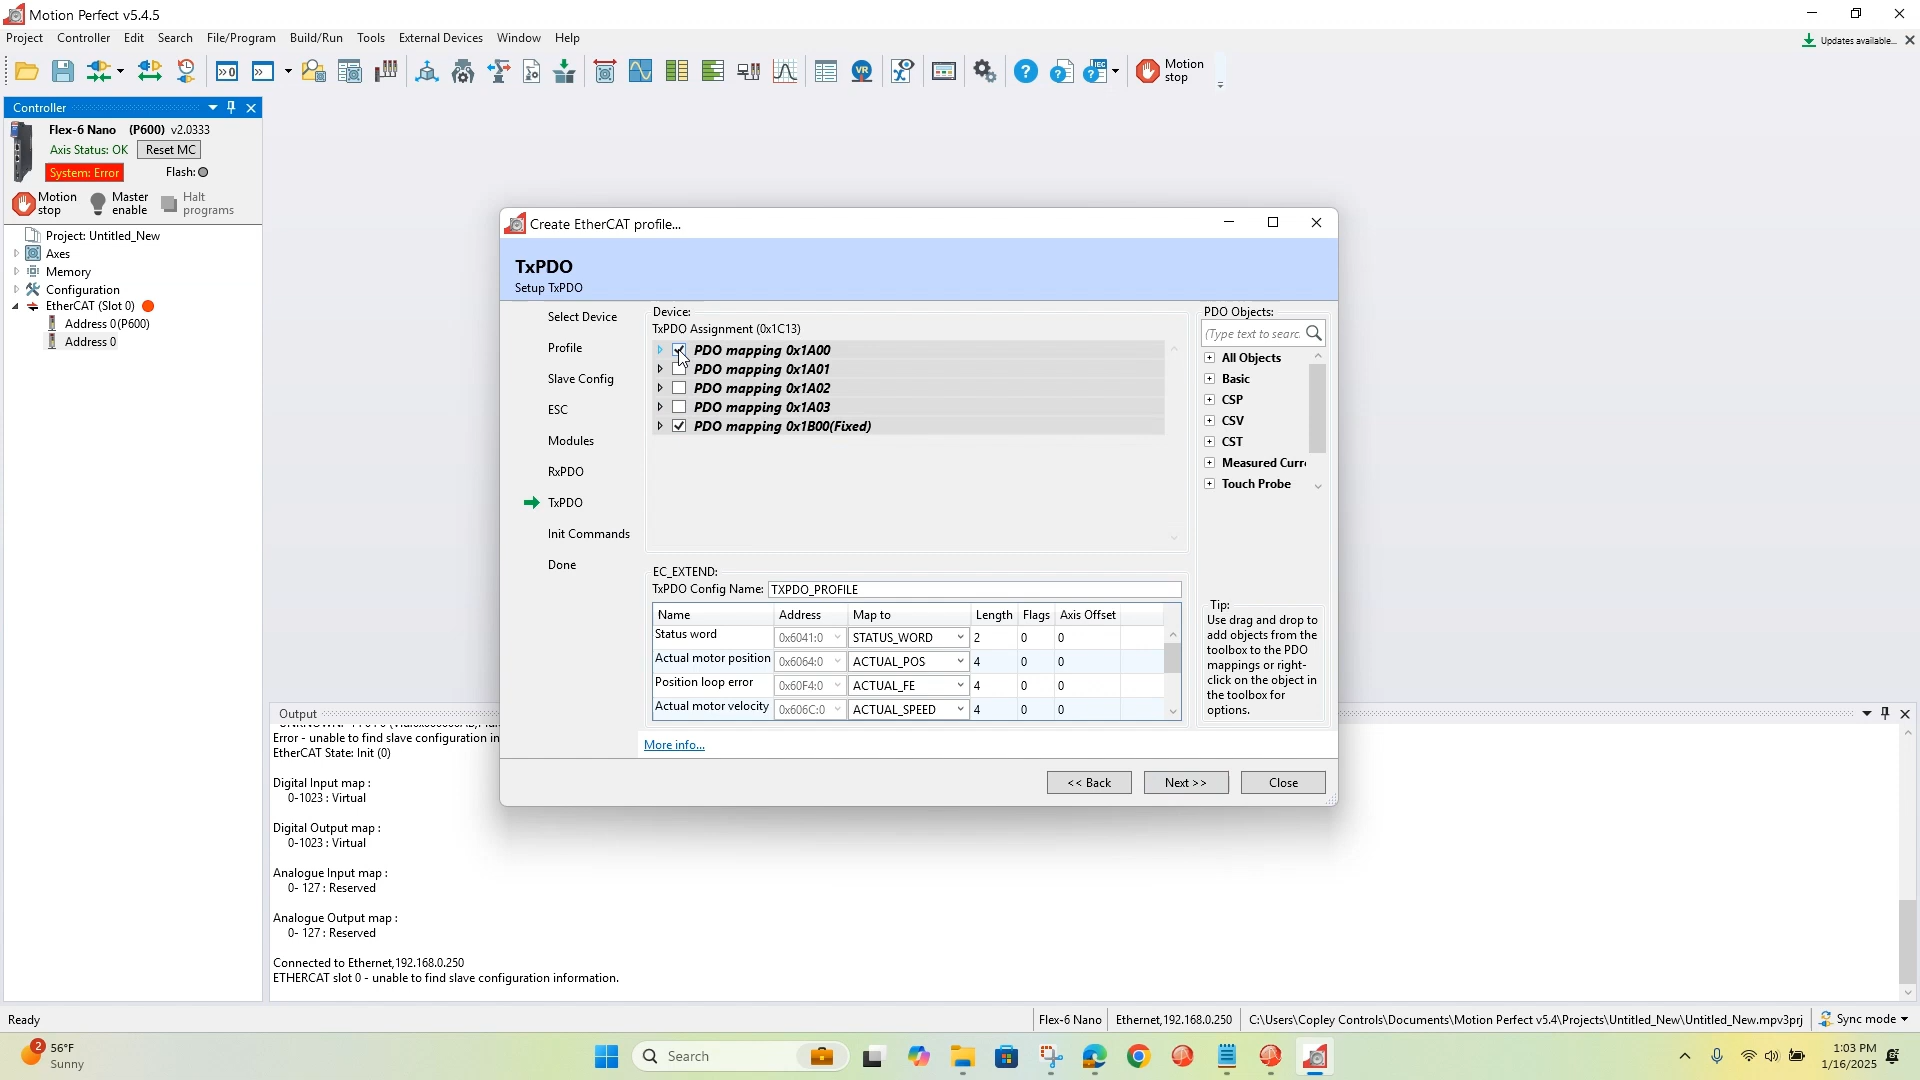 Motion Perfect v5.4.5
Project Controller Edit Search File/Program Build/Run Tools External Devices Window Help
Updates available...
Motion
stop
Controller
Flex-6 Nano (P600) v2.0333
Axis Status: OK Reset MC
System: Error Flash:
Motion
stop
Master
enable
Halt
programs
Project: Untitled_New
Axes
Memory
Configuration
EtherCAT (Slot 0)
Address 0(P600)
Address 0
Create EtherCAT profile...
TxPDO
Setup TxPDO
Select Device
Profile
Slave Config
ESC
Modules
RxPDO
TxPDO
Init Commands
Done
Device:
TxPDO Assignment (0x1C13)
PDO mapping 0x1A00
PDO mapping 0x1A01
PDO mapping 0x1A02
PDO mapping 0x1A03
PDO mapping 0x1B00(Fixed)
PDO Objects:
(Type text to searc
All Objects
Basic
CSP
CSV
CST
Measured Curr
Touch Probe
EC_EXTEND:
TxPDO Config Name: TXPDO_PROFILE
Name Address Map to Length Flags Axis Offset
Status word 0x6041:0 STATUS_WORD 2 0 0
Actual motor position 0x6064:0 ACTUAL_POS 4 0 0
Position loop error 0x60F4:0 ACTUAL_FE 4 0 0
Actual motor velocity 0x606C:0 ACTUAL_SPEED 4 0 0
Tip:
Use drag and drop to
add objects from the
toolbox to the PDO
mappings or right-
click on the object in
the toolbox for
options.
More info...
<< Back Next >> Close
Output
Error - unable to find slave configuration in
EtherCAT State: Init (0)
Digital Input map :
0-1023 : Virtual
Digital Output map :
0-1023 : Virtual
Analogue Input map :
0- 127 : Reserved
Analogue Output map :
0- 127 : Reserved
Connected to Ethernet,192.168.0.250
ETHERCAT slot 0 - unable to find slave configuration information.
Ready
Flex-6 Nano Ethernet,192.168.0.250 C:\Users\Copley Controls\Documents\Motion Perfect v5.4\Projects\Untitled_New\Untitled_New.mpv3prj Sync mode
2
56°F
Sunny
Search
1:03 PM
1/16/2025